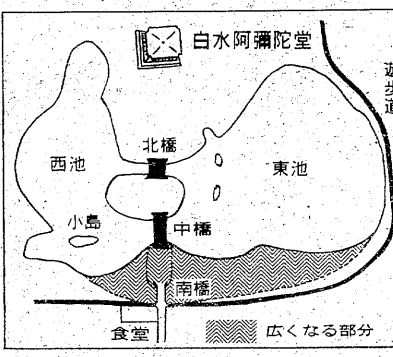 白水阿彌陀堂
遊歩道
北橋
西池
東池
小島
中橋
南橋
食堂
広くなる部分